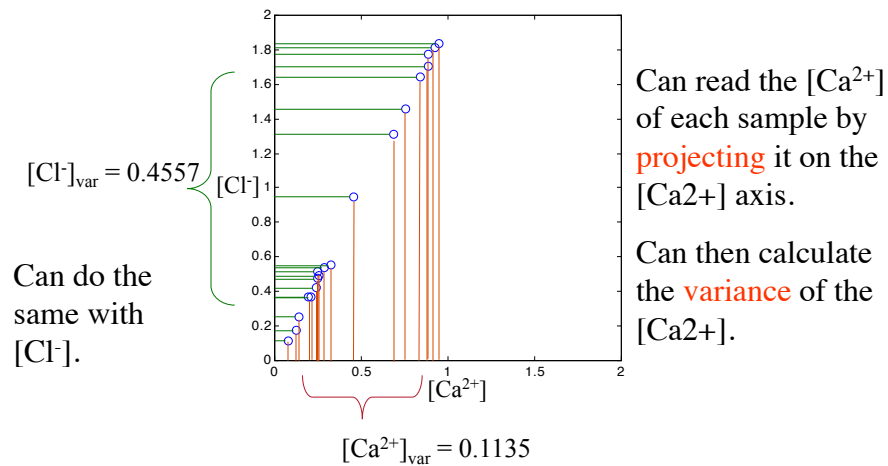 2
1.8
1.6
1.4
1.2
1
0.8
0.6
0.4
0.2
0
[Cl⁻]
[Cl⁻]var = 0.4557
Can do the
same with
[Cl⁻].
0
0.5
1
1.5
2
[Ca²⁺]
[Ca²⁺]var = 0.1135
Can read the [Ca²⁺]
of each sample by
projecting it on the
[Ca2+] axis.
Can then calculate
the variance of the
[Ca2+].